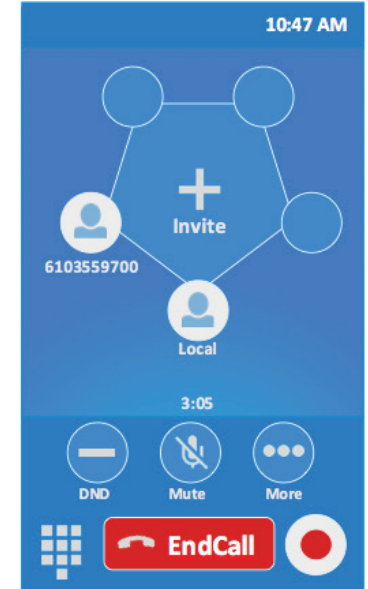 10:47 AM
Invite
6103559700
Local
3:05
DND Mute More
EndCall